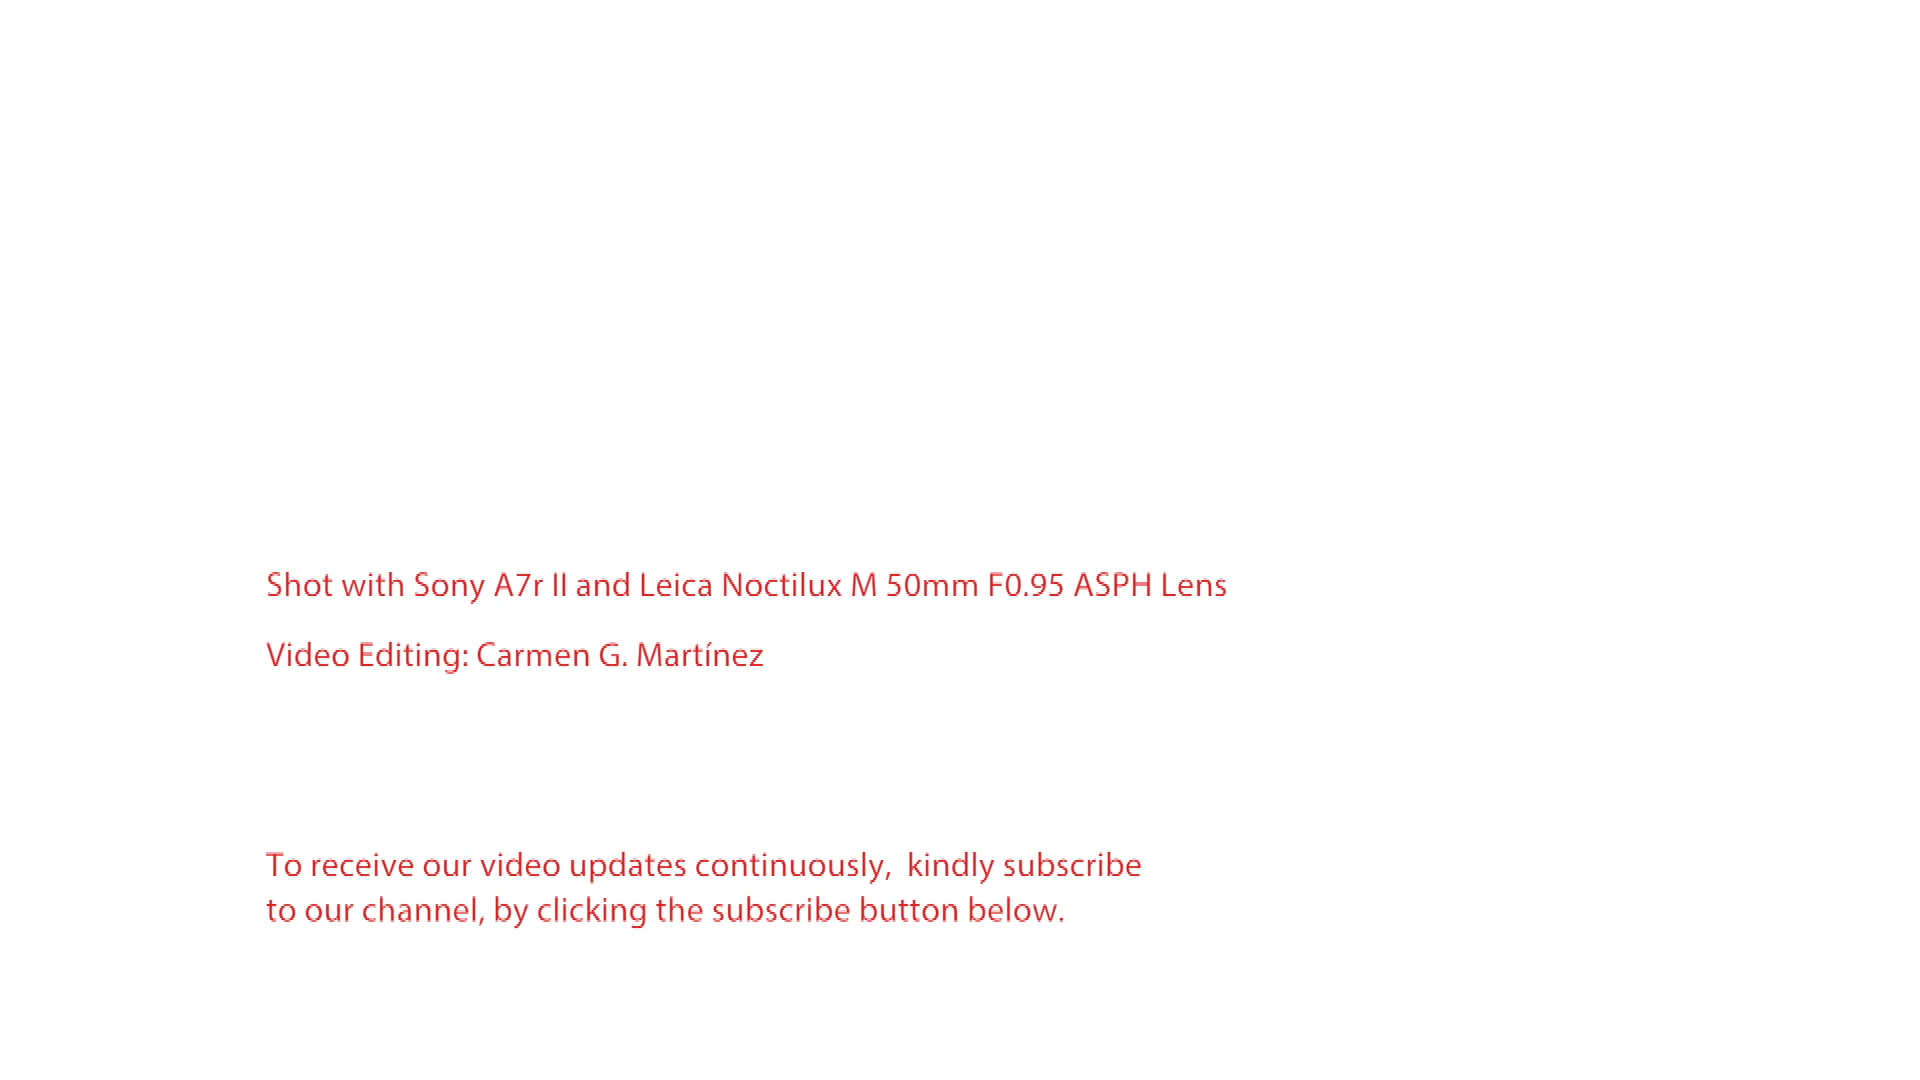 Shot with Sony A7r II and Leica Noctilux M 50mm F0.95 ASPH Lens
Video Editing: Carmen G. Martínez
To receive our video updates continuously,  kindly subscribe
to our channel, by clicking the subscribe button below.